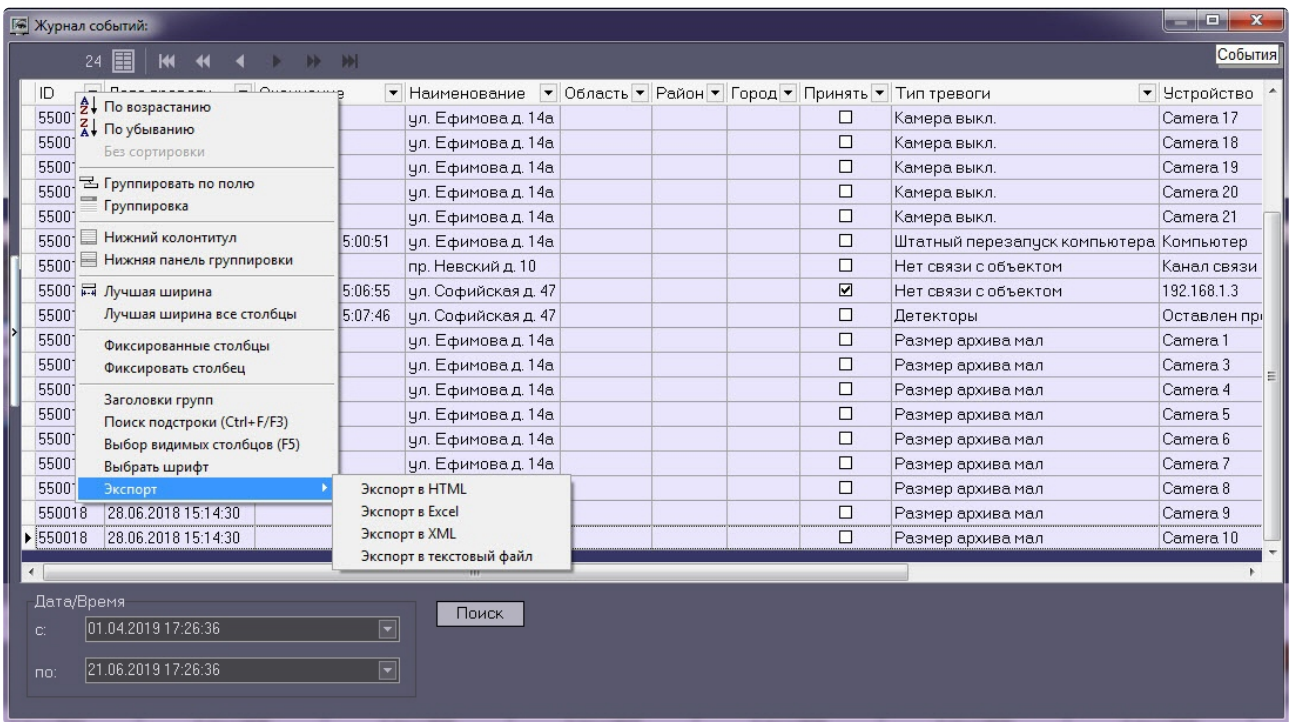 Журнал событий:
24
События
ID Наименование Область Район Город Принять Тип тревоги Устройство
По возрастанию
По убыванию
Без сортировки
Группировать по полю
Группировка
Нижний колонтитул
Нижняя панель группировки
Лучшая ширина
Лучшая ширина все столбцы
Фиксированные столбцы
Фиксировать столбец
Заголовки групп
Поиск подстроки (Ctrl+F/F3)
Выбор видимых столбцов (F5)
Выбрать шрифт
Экспорт
Экспорт в HTML
Экспорт в Excel
Экспорт в XML
Экспорт в текстовый файл
ул. Ефимова д. 14а Камера выкл. Camera 17
ул. Ефимова д. 14а Камера выкл. Camera 18
ул. Ефимова д. 14а Камера выкл. Camera 19
ул. Ефимова д. 14а Камера выкл. Camera 20
ул. Ефимова д. 14а Камера выкл. Camera 21
5:00:51 ул. Ефимова д. 14а Штатный перезапуск компьютера Компьютер
пр. Невский д. 10 Нет связи с объектом Канал связи
5:06:55 ул. Софийская д. 47 Нет связи с объектом 192.168.1.3
5:07:46 ул. Софийская д. 47 Детекторы Оставлен
ул. Ефимова д. 14а Размер архива мал Camera 1
ул. Ефимова д. 14а Размер архива мал Camera 3
ул. Ефимова д. 14а Размер архива мал Camera 4
ул. Ефимова д. 14а Размер архива мал Camera 5
ул. Ефимова д. 14а Размер архива мал Camera 6
ул. Ефимова д. 14а Размер архива мал Camera 7
Размер архива мал Camera 8
550018 28.06.2018 15:14:30 Размер архива мал Camera 9
550018 28.06.2018 15:14:30 Размер архива мал Camera 10
Дата/Время
с: 01.04.2019 17:26:36
по: 21.06.2019 17:26:36
Поиск